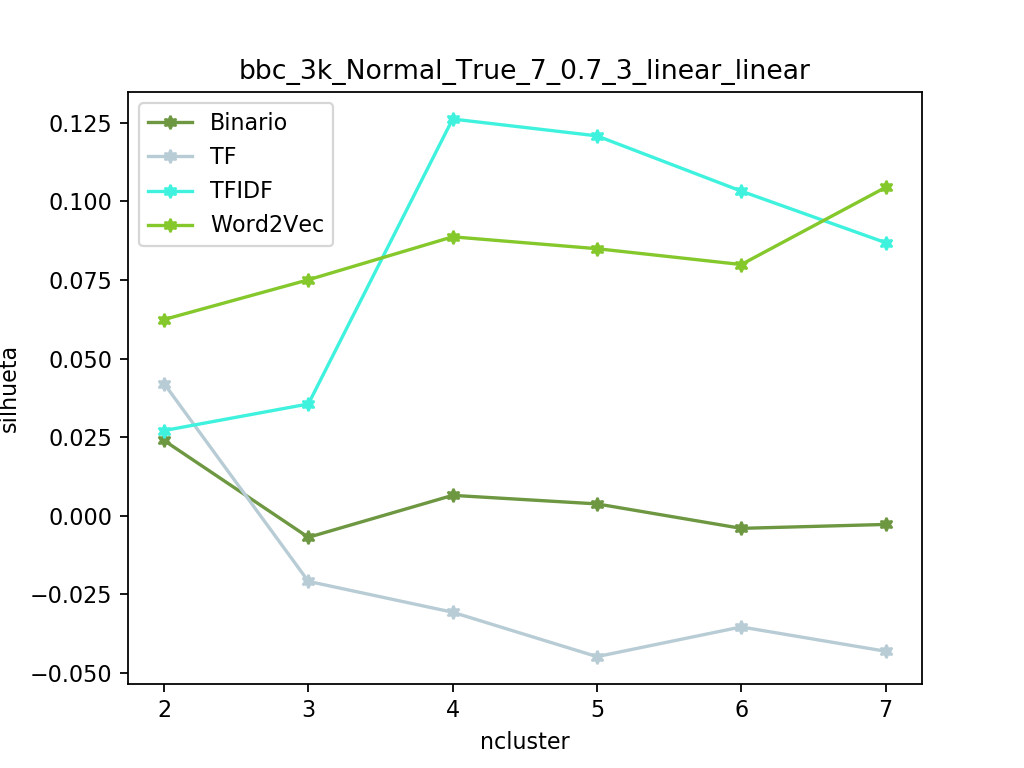 bbc_3k_Normal_True_7_0.7_3_linear_linear
Binario
TF
TFIDF
Word2Vec
0.125
0.100
0.075
0.050
0.025
0.000
−0.025
−0.050
silhueta
2 3 4 5 6 7
ncluster